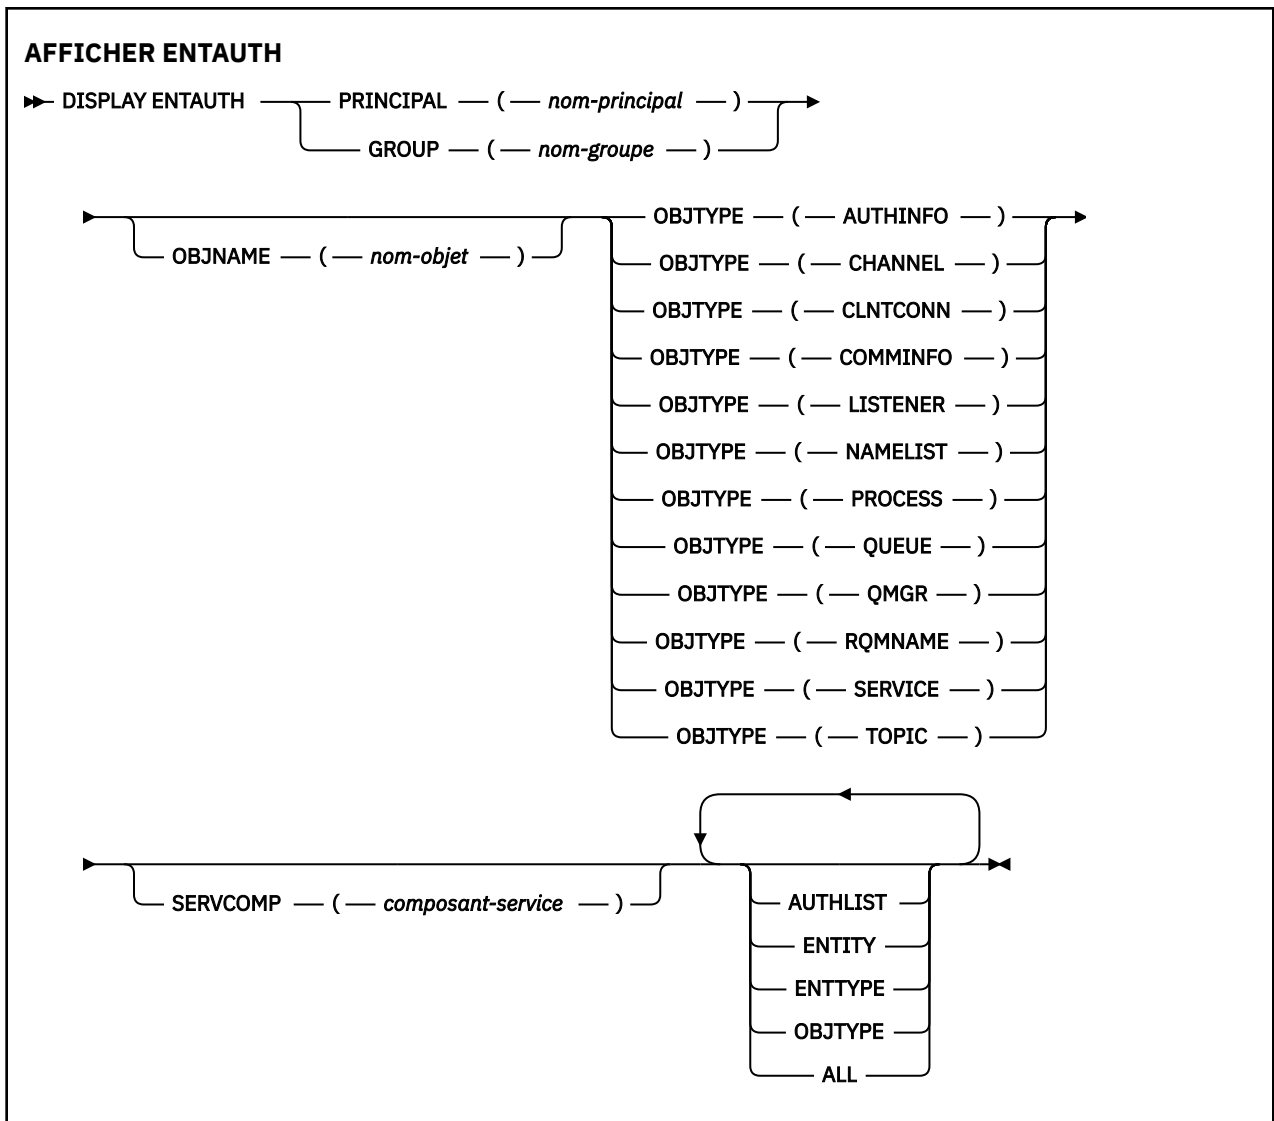 AFFICHER ENTAUTH
DISPLAY ENTAUTH PRINCIPAL ( nom-principal )
GROUP ( nom-groupe )
OBJTYPE ( AUTHINFO )
OBJNAME ( nom-objet )
OBJTYPE ( CHANNEL )
OBJTYPE ( CLNTCONN )
OBJTYPE ( COMMINFO )
OBJTYPE ( LISTENER )
OBJTYPE ( NAMELIST )
OBJTYPE ( PROCESS )
OBJTYPE ( QUEUE )
OBJTYPE ( QMGR )
OBJTYPE ( RQMNAME )
OBJTYPE ( SERVICE )
OBJTYPE ( TOPIC )
SERVCOMP ( composant-service )
AUTHLIST
ENTITY
ENTTYPE
OBJTYPE
ALL